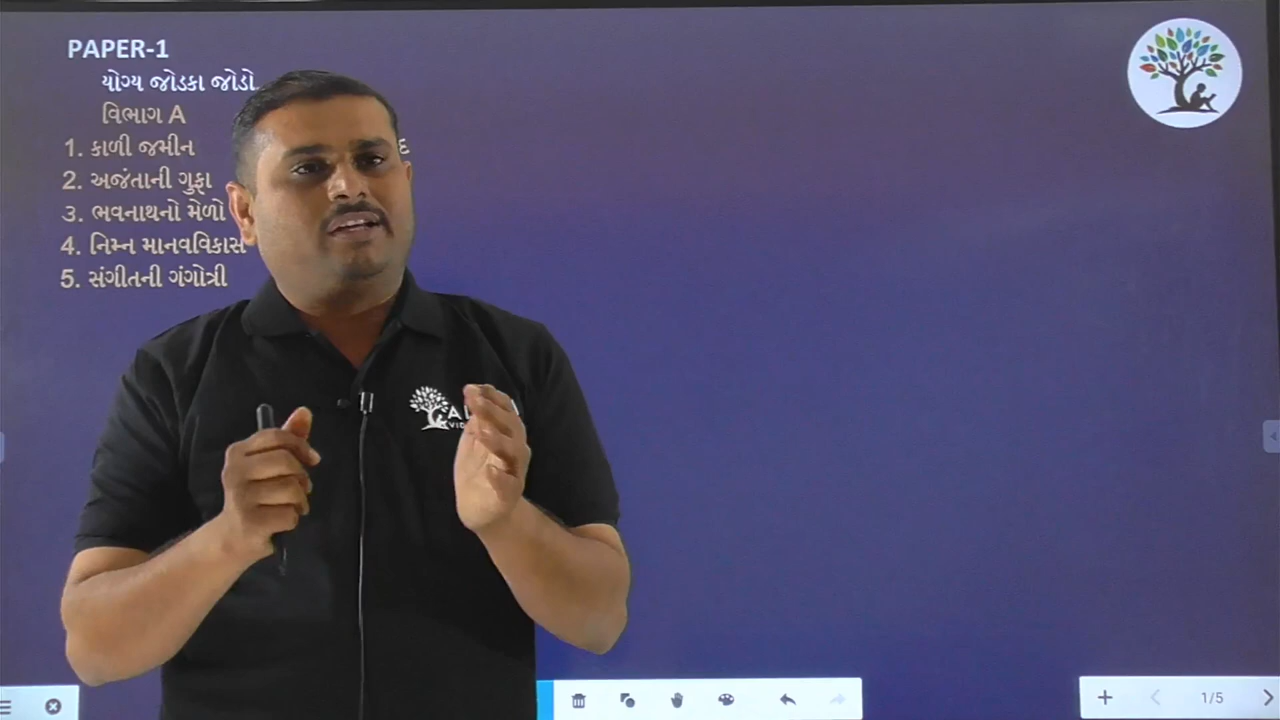 PAPER-1
યોગ્ય જોડકા જોડો.
વિભાગ A
1. કાળી જમીન
2. અજંતાની ગુફા
3. ભવનાથનો મેળો
4. નિમ્ન માનવવિકાસ
5. સંગીતની ગંગોત્રી
1/5